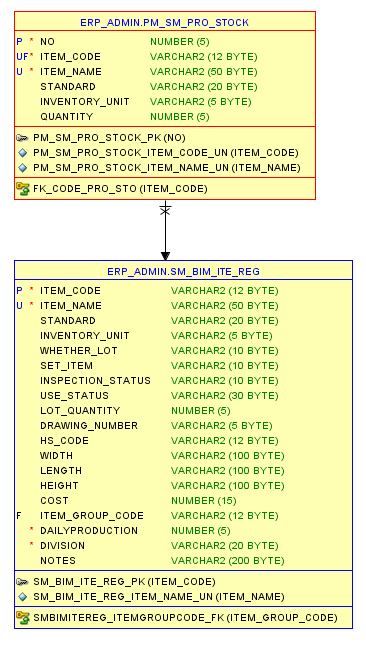 ERP_ADMIN.PM_SM_PRO_STOCK
P * NO NUMBER (5)
UF* ITEM_CODE VARCHAR2 (12 BYTE)
U * ITEM_NAME VARCHAR2 (50 BYTE)
STANDARD VARCHAR2 (20 BYTE)
INVENTORY_UNIT VARCHAR2 (5 BYTE)
QUANTITY NUMBER (5)
PM_SM_PRO_STOCK_PK (NO)
PM_SM_PRO_STOCK_ITEM_CODE_UN (ITEM_CODE)
PM_SM_PRO_STOCK_ITEM_NAME_UN (ITEM_NAME)
FK_CODE_PRO_STO (ITEM_CODE)
ERP_ADMIN.SM_BIM_ITE_REG
P * ITEM_CODE VARCHAR2 (12 BYTE)
U * ITEM_NAME VARCHAR2 (50 BYTE)
STANDARD VARCHAR2 (20 BYTE)
INVENTORY_UNIT VARCHAR2 (5 BYTE)
WHETHER_LOT VARCHAR2 (10 BYTE)
SET_ITEM VARCHAR2 (10 BYTE)
INSPECTION_STATUS VARCHAR2 (10 BYTE)
USE_STATUS VARCHAR2 (30 BYTE)
LOT_QUANTITY NUMBER (5)
DRAWING_NUMBER VARCHAR2 (5 BYTE)
HS_CODE VARCHAR2 (12 BYTE)
WIDTH VARCHAR2 (100 BYTE)
LENGTH VARCHAR2 (100 BYTE)
HEIGHT VARCHAR2 (100 BYTE)
COST NUMBER (15)
F ITEM_GROUP_CODE VARCHAR2 (12 BYTE)
* DAILYPRODUCTION NUMBER (5)
* DIVISION VARCHAR2 (20 BYTE)
NOTES VARCHAR2 (200 BYTE)
SM_BIM_ITE_REG_PK (ITEM_CODE)
SM_BIM_ITE_REG_ITEM_NAME_UN (ITEM_NAME)
SMBIMITEREG_ITEMGROUPCODE_FK (ITEM_GROUP_CODE)